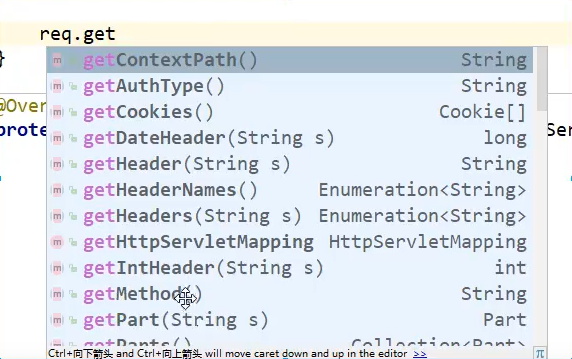 req.get
}
getContextPath() String
getAuthType() String
@Over
getCookies() Cookie[]
prote getDateHeader(String s) long Ser
getHeader(String s) String
getHeaderNames() Enumeration<String>
getHeaders(String s) Enumeration<String>
getHttpServletMapping HttpServletMapping
getIntHeader(String s) int
getMethod() String
getPart(String s) Part
getParts() Collection<Part>
Ctrl+向下箭头 and Ctrl+向上箭头 will move caret down and up in the editor >> π